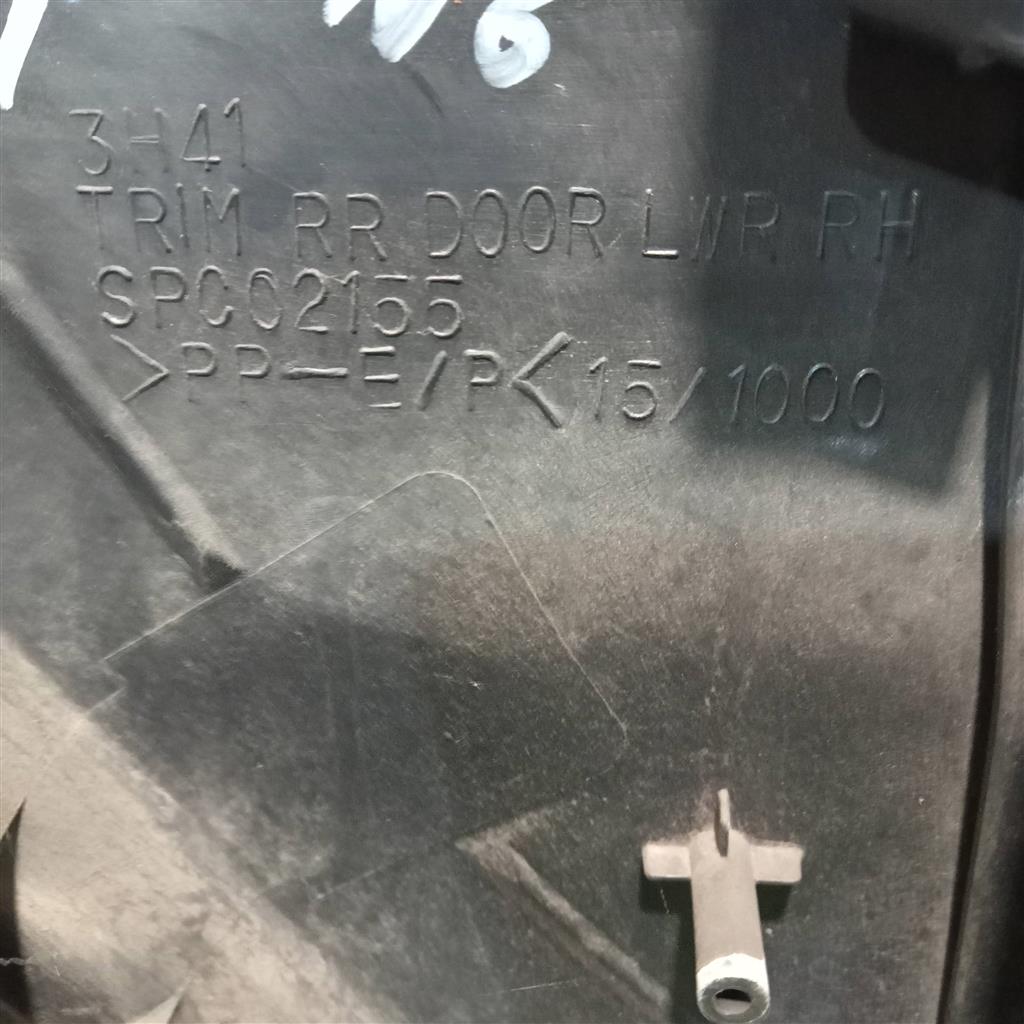 3H41
TRIM RR DOOR LWR RH
SPC02155
>PP-E/P< 15/1000